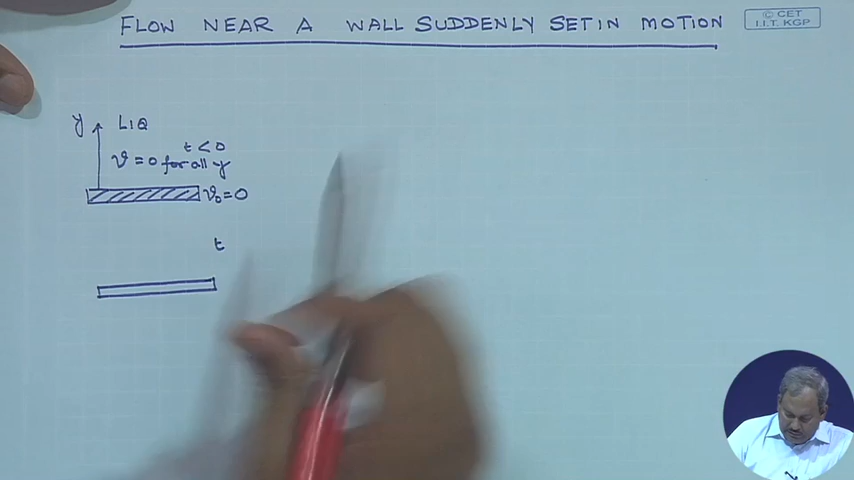 FLOW NEAR A WALL SUDDENLY SET IN MOTION
© CET
I.I.T. KGP
y LIQ
t < 0
v = 0 for all y
v₀ = 0
t